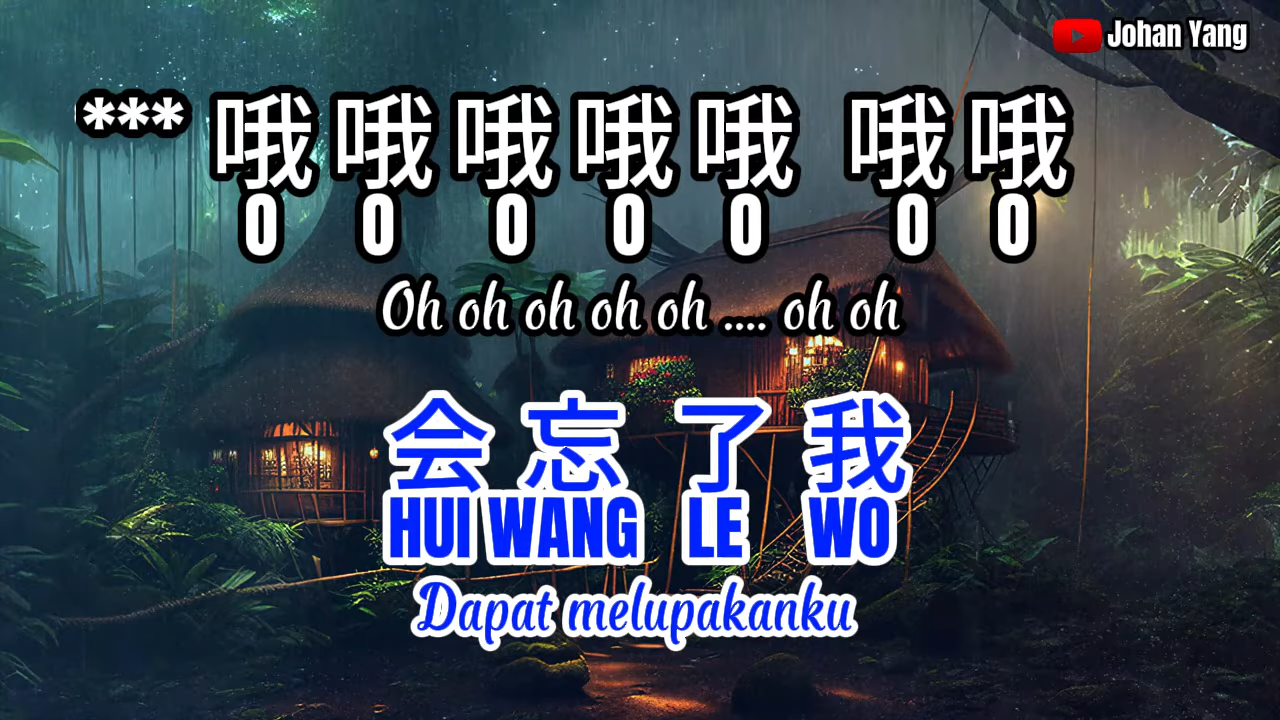 Johan Yang
*** 哦 哦 哦 哦 哦 哦 哦
O O O O O O O
Oh oh oh oh oh .... oh oh
会 忘 了 我
HUI WANG LE WO
Dapat melupakanku